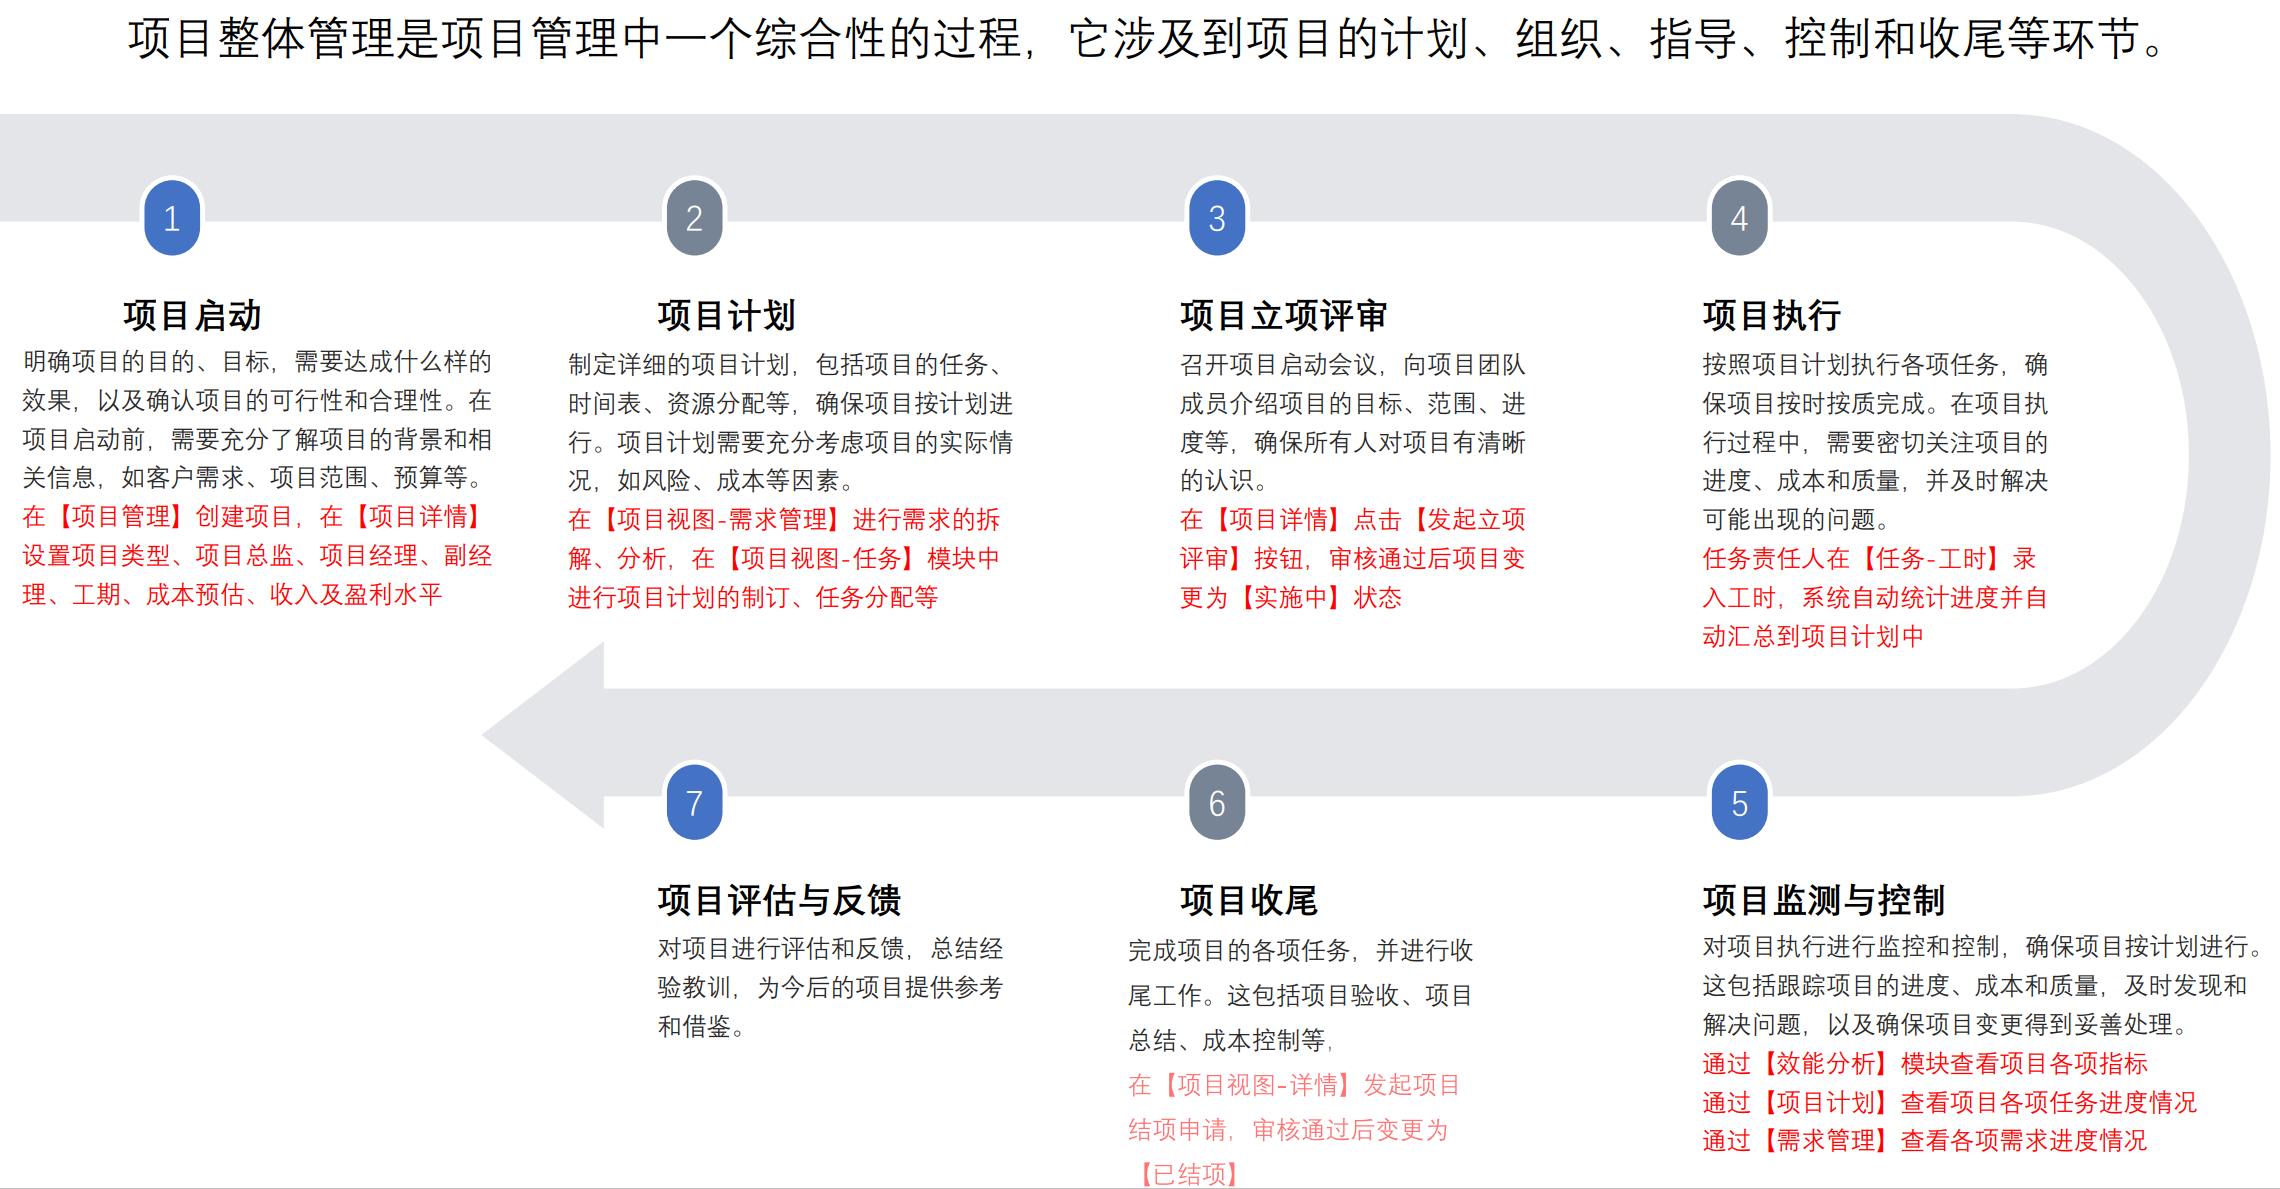 项目整体管理是项目管理中一个综合性的过程，它涉及到项目的计划、组织、指导、控制和收尾等环节。
1
项目启动
明确项目的目的、目标，需要达成什么样的
效果，以及确认项目的可行性和合理性。在
项目启动前，需要充分了解项目的背景和相
关信息，如客户需求、项目范围、预算等。
在【项目管理】创建项目，在【项目详情】
设置项目类型、项目总监、项目经理、副经
理、工期、成本预估、收入及盈利水平
2
项目计划
制定详细的项目计划，包括项目的任务、
时间表、资源分配等，确保项目按计划进
行。项目计划需要充分考虑项目的实际情
况，如风险、成本等因素。
在【项目视图-需求管理】进行需求的拆
解、分析，在【项目视图-任务】模块中
进行项目计划的制订、任务分配等
3
项目立项评审
召开项目启动会议，向项目团队
成员介绍项目的目标、范围、进
度等，确保所有人对项目有清晰
的认识。
在【项目详情】点击【发起立项
评审】按钮，审核通过后项目变
更为【实施中】状态
4
项目执行
按照项目计划执行各项任务，确
保项目按时按质完成。在项目执
行过程中，需要密切关注项目的
进度、成本和质量，并及时解决
可能出现的问题。
任务责任人在【任务-工时】录
入工时，系统自动统计进度并自
动汇总到项目计划中
5
项目监测与控制
对项目执行进行监控和控制，确保项目按计划进行。
这包括跟踪项目的进度、成本和质量，及时发现和
解决问题，以及确保项目变更得到妥善处理。
通过【效能分析】模块查看项目各项指标
通过【项目计划】查看项目各项任务进度情况
通过【需求管理】查看各项需求进度情况
6
项目收尾
完成项目的各项任务，并进行收
尾工作。这包括项目验收、项目
总结、成本控制等，
在【项目视图-详情】发起项目
结项申请，审核通过后变更为
【已结项】
7
项目评估与反馈
对项目进行评估和反馈，总结经
验教训，为今后的项目提供参考
和借鉴。